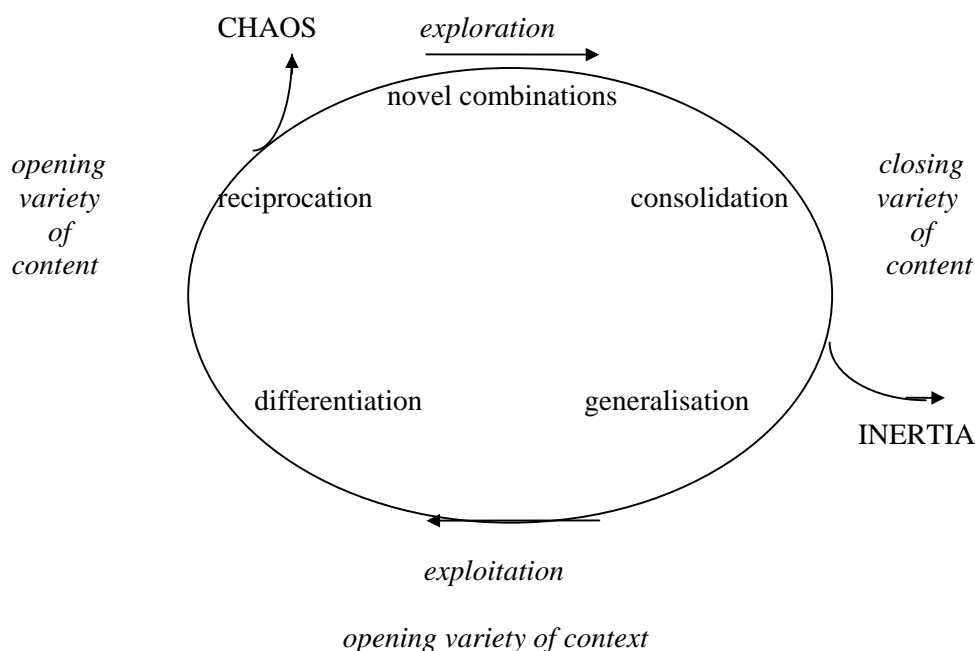 CHAOS
exploration
novel combinations
opening
variety
of
content
reciprocation
consolidation
closing
variety
of
content
differentiation
generalisation
INERTIA
exploitation
opening variety of context